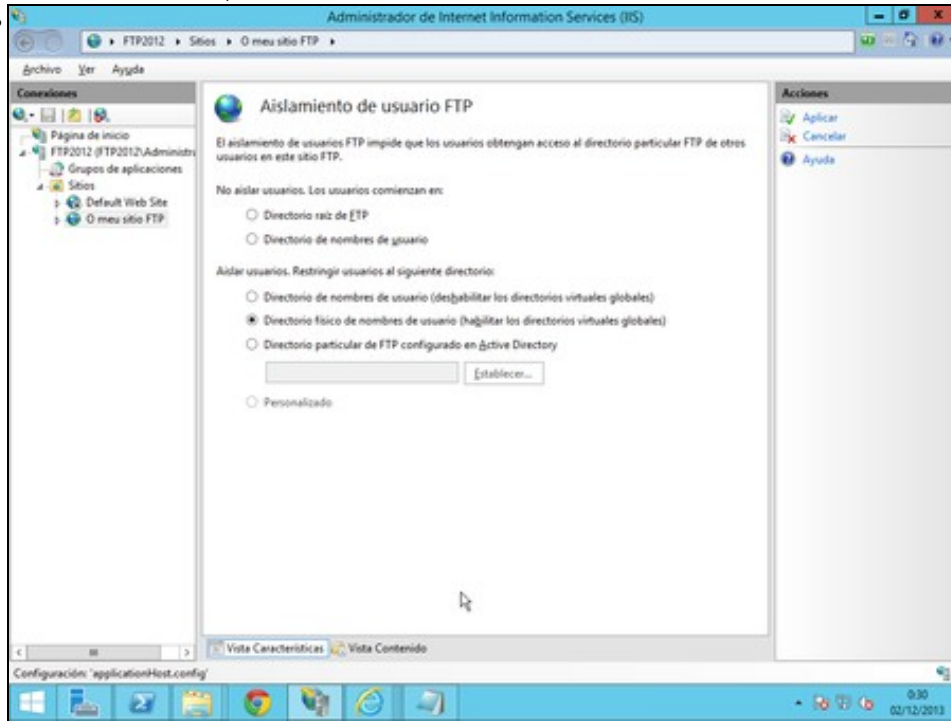 Administrador de Internet Information Services (IIS)
FTP2012 Sitios O meu sitio FTP
Archivo Ver Ayuda
Conexiones
Página de inicio
FTP2012 (FTP2012\Administr
Grupos de aplicaciones
Sitios
Default Web Site
O meu sitio FTP
Aislamiento de usuario FTP
El aislamiento de usuarios FTP impide que los usuarios obtengan acceso al directorio particular FTP de otros
usuarios en este sitio FTP.
No aislar usuarios. Los usuarios comienzan en:
Directorio raíz de FTP
Directorio de nombres de usuario
Aislar usuarios. Restringir usuarios al siguiente directorio:
Directorio de nombres de usuario (deshabilitar los directorios virtuales globales)
Directorio físico de nombres de usuario (habilitar los directorios virtuales globales)
Directorio particular de FTP configurado en Active Directory
Establecer...
Personalizado
Acciones
Aplicar
Cancelar
Ayuda
Vista Características Vista Contenido
Configuración: 'applicationHost.config'
0:30
02/12/2013